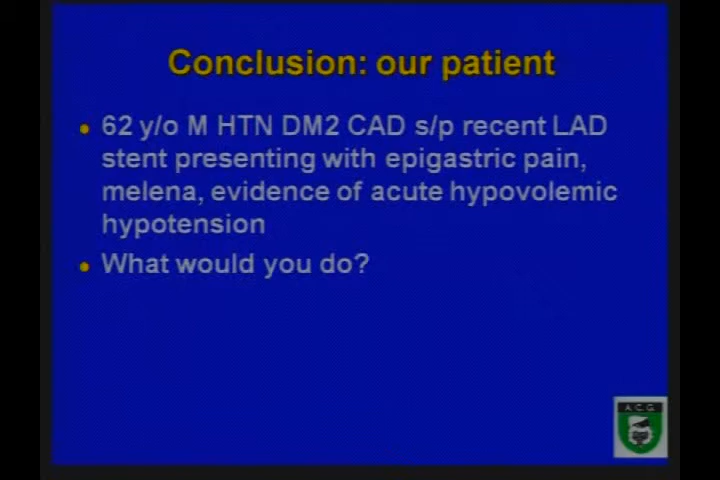 Conclusion: our patient
62 y/o M HTN DM2 CAD s/p recent LAD
stent presenting with epigastric pain,
melena, evidence of acute hypovolemic
hypotension
What would you do?
A.C.G.